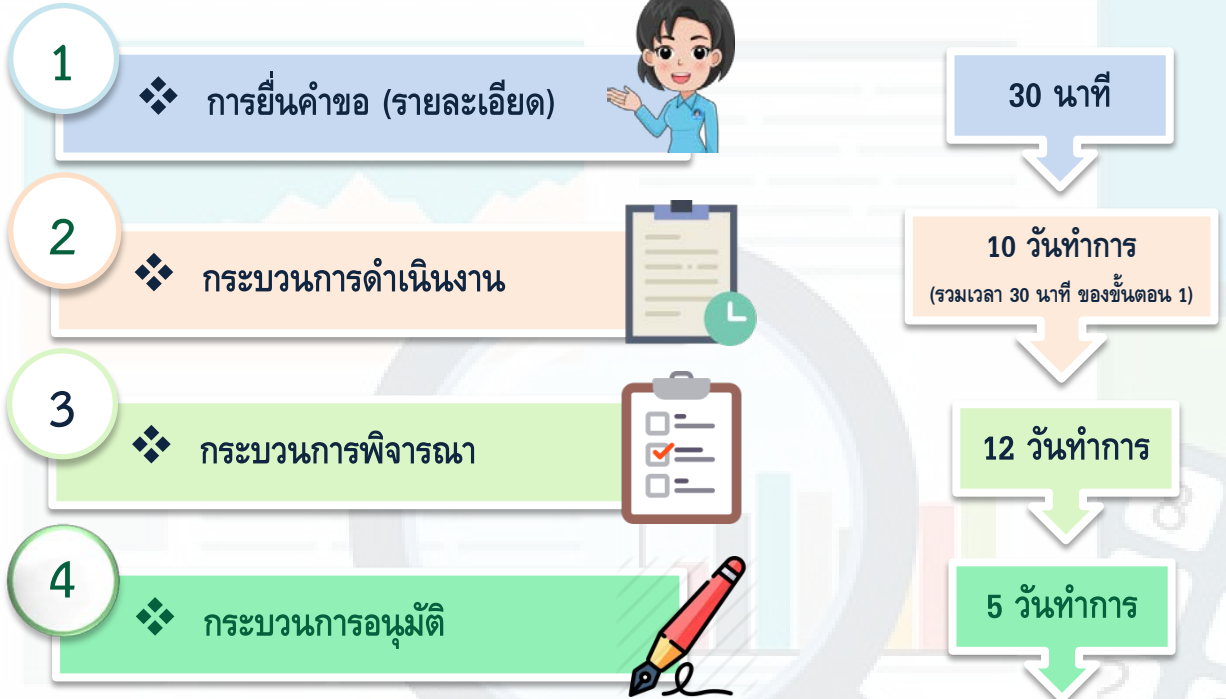 1
❖ การยื่นคำขอ (รายละเอียด)
30 นาที
2
❖ กระบวนการดำเนินงาน
10 วันทำการ
(รวมเวลา 30 นาที ของขั้นตอน 1)
3
❖ กระบวนการพิจารณา
12 วันทำการ
4
❖ กระบวนการอนุมัติ
5 วันทำการ